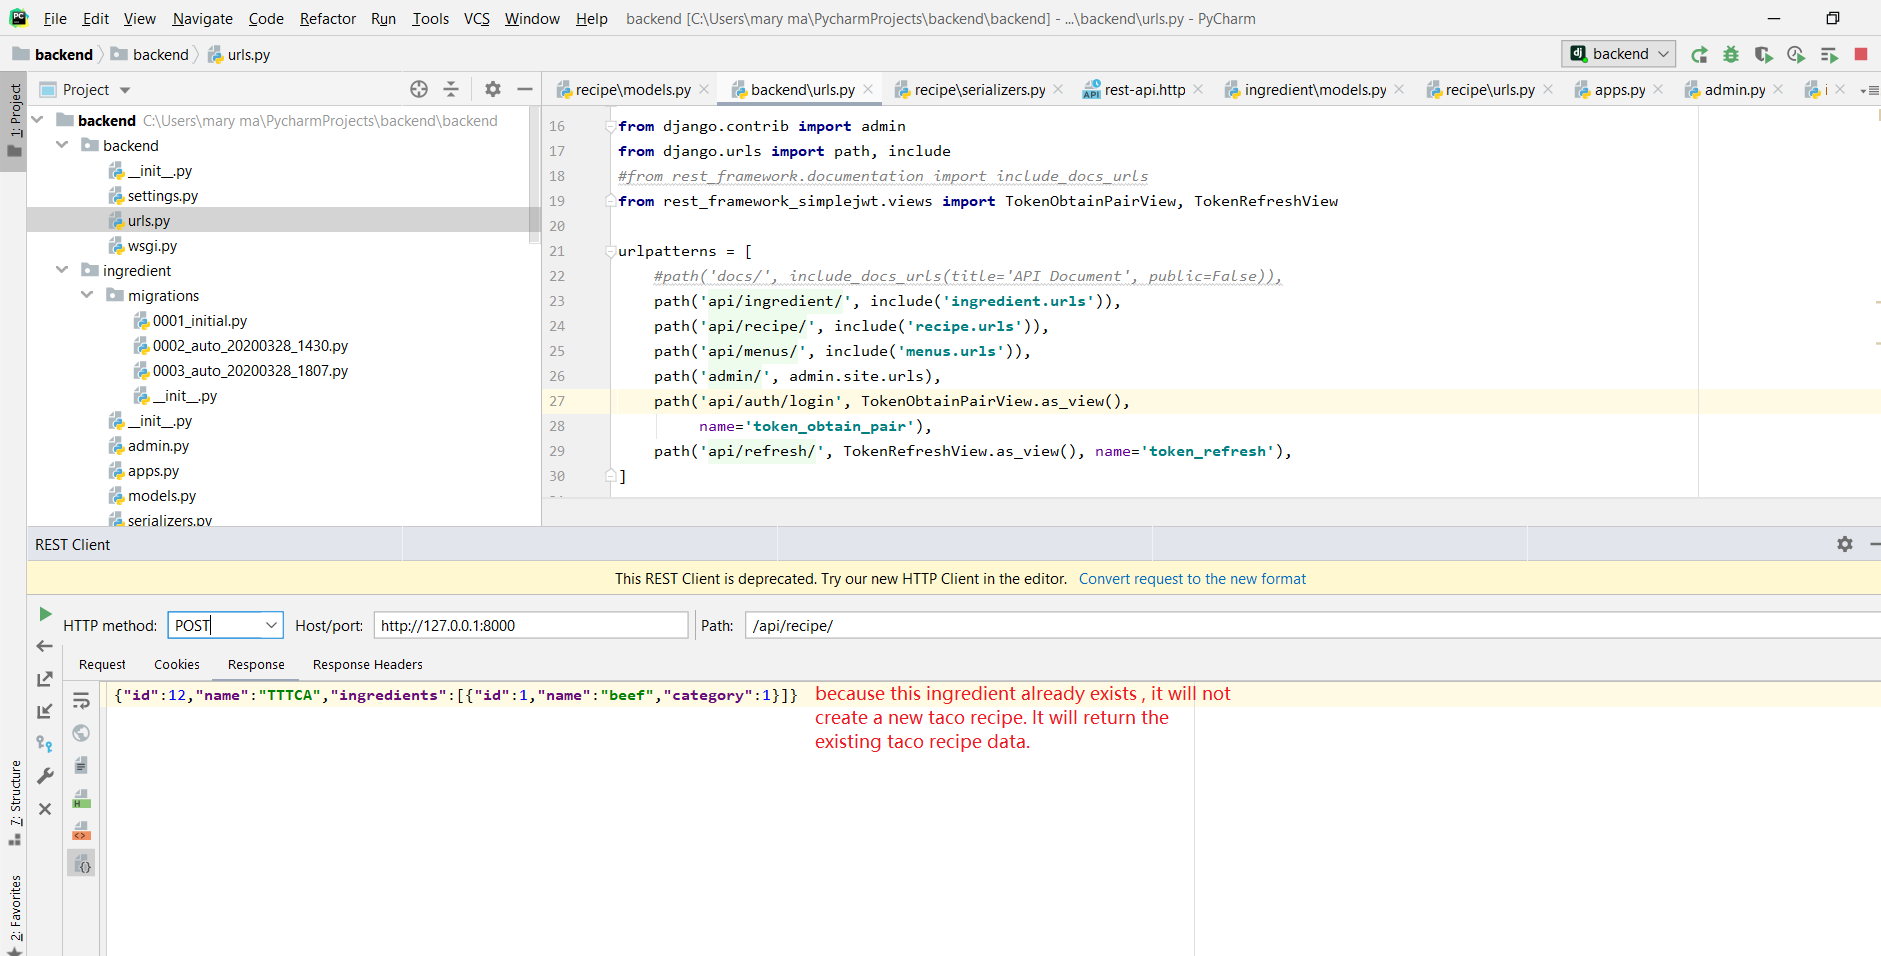 File Edit View Navigate Code Refactor Run Tools VCS Window Help backend [C:\Users\mary ma\PycharmProjects\backend\backend] - ...\backend\urls.py - PyCharm
backend backend urls.py backend
Project recipe\models.py backend\urls.py recipe\serializers.py rest-api.http ingredient\models.py recipe\urls.py apps.py admin.py i
1: Project
backend C:\Users\mary ma\PycharmProjects\backend\backend
backend
__init__.py
settings.py
urls.py
wsgi.py
ingredient
migrations
0001_initial.py
0002_auto_20200328_1430.py
0003_auto_20200328_1807.py
__init__.py
__init__.py
admin.py
apps.py
models.py
serializers.py
16 from django.contrib import admin
17 from django.urls import path, include
18 #from rest_framework.documentation import include_docs_urls
19 from rest_framework_simplejwt.views import TokenObtainPairView, TokenRefreshView
20
21 urlpatterns = [
22 #path('docs/', include_docs_urls(title='API Document', public=False)),
23 path('api/ingredient/', include('ingredient.urls')),
24 path('api/recipe/', include('recipe.urls')),
25 path('api/menus/', include('menus.urls')),
26 path('admin/', admin.site.urls),
27 path('api/auth/login', TokenObtainPairView.as_view(),
28 name='token_obtain_pair'),
29 path('api/refresh/', TokenRefreshView.as_view(), name='token_refresh'),
30 ]
REST Client
This REST Client is deprecated. Try our new HTTP Client in the editor. Convert request to the new format
HTTP method: POST Host/port: http://127.0.0.1:8000 Path: /api/recipe/
Request Cookies Response Response Headers
{"id":12,"name":"TTTCA","ingredients":[{"id":1,"name":"beef","category":1}]}
because this ingredient already exists , it will not
create a new taco recipe. It will return the
existing taco recipe data.
7: Structure
2: Favorites